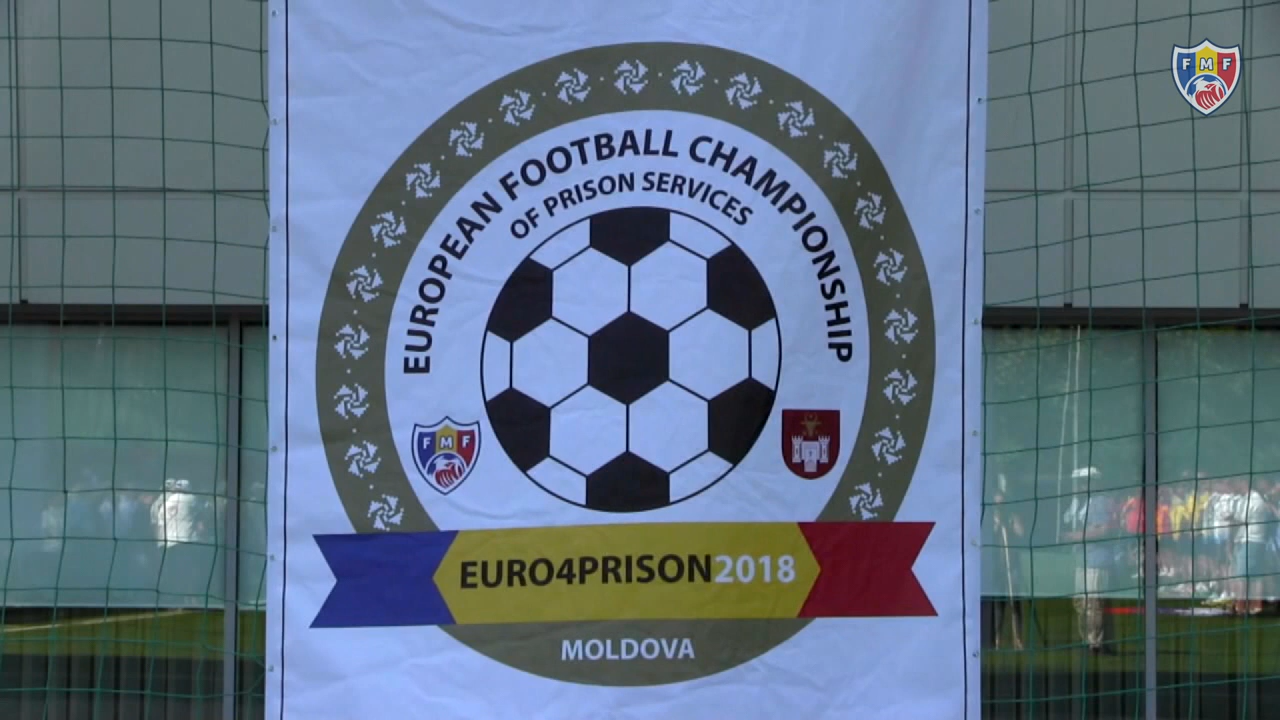 FMF
EUROPEAN FOOTBALL CHAMPIONSHIP
OF PRISON SERVICES
FMF
EURO4PRISON2018
MOLDOVA